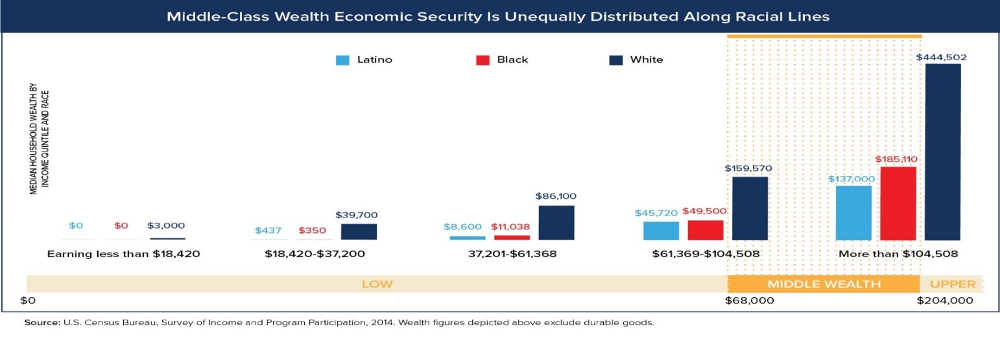 Middle-Class Wealth Economic Security Is Unequally Distributed Along Racial Lines
Latino
Black
White
MEDIAN HOUSEHOLD WEALTH BY
INCOME QUINTILE AND RACE
$0
$0
$3,000
$437
$350
$39,700
$8,600
$11,038
$86,100
$45,720
$49,500
$159,570
$137,000
$185,110
$444,502
Earning less than $18,420
$18,420-$37,200
37,201-$61,368
$61,369-$104,508
More than $104,508
LOW
MIDDLE WEALTH
UPPER
$0
$68,000
$204,000
Source: U.S. Census Bureau, Survey of Income and Program Participation, 2014. Wealth figures depicted above exclude durable goods.